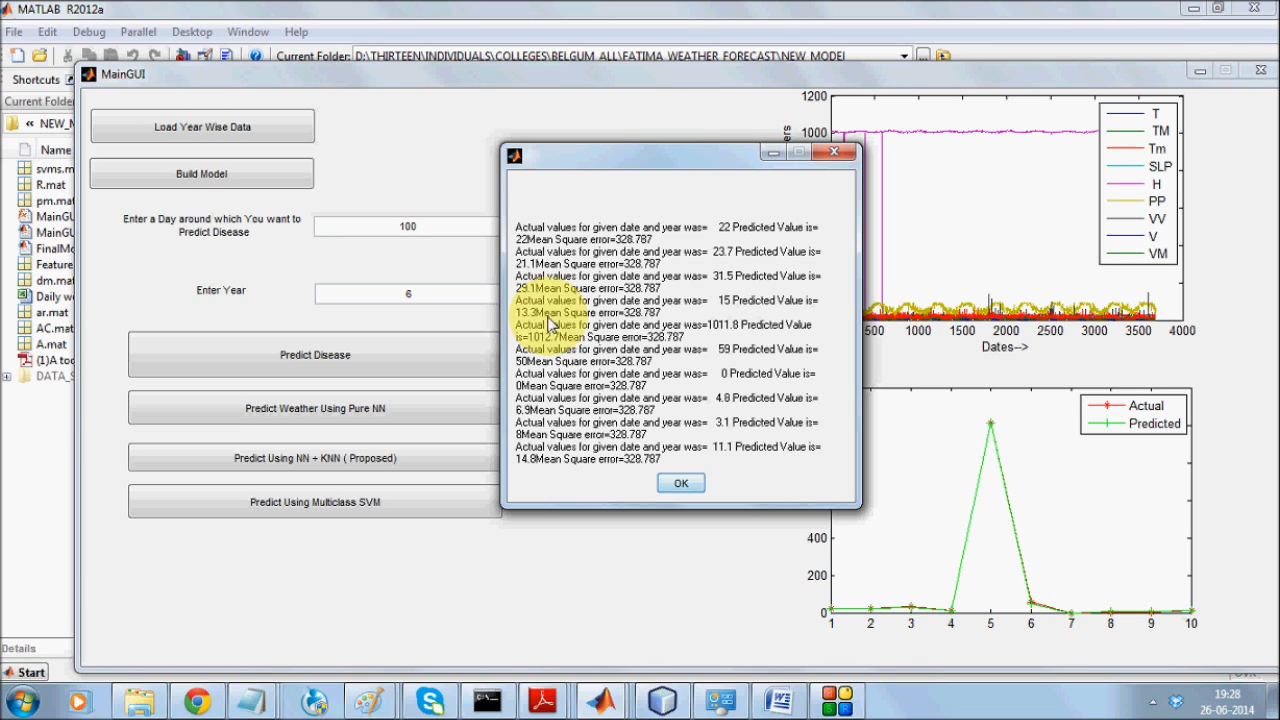 MATLAB R2012a
File Edit Debug Parallel Desktop Window Help
Current Folder: D:\THIRTEEN\INDIVIDUALS\COLLEGES\BELGUM_ALL\FATIMA_WEATHER_FORECAST\NEW_MODEL
Shortcuts
MainGUI
Current Folde
« NEW_M
Name
svms.m
R.mat
pm.mat
MainGU
MainGU
FinalMo
Feature
dm.mat
Daily w
ar.mat
AC.mat
A.mat
(1)A too
DATA_S
Details
Start
Load Year Wise Data
Build Model
Enter a Day around which You want to
Predict Disease
100
Enter Year
6
Predict Disease
Predict Weather Using Pure NN
Predict Using NN + KNN ( Proposed)
Predict Using Multiclass SVM
Actual values for given date and year was= 22 Predicted Value is=
22Mean Square error=328.787
Actual values for given date and year was= 23.7 Predicted Value is=
21.1Mean Square error=328.787
Actual values for given date and year was= 31.5 Predicted Value is=
29.1Mean Square error=328.787
Actual values for given date and year was= 15 Predicted Value is=
13.3Mean Square error=328.787
Actual values for given date and year was=1011.8 Predicted Value
is=1012.7Mean Square error=328.787
Actual values for given date and year was= 59 Predicted Value is=
50Mean Square error=328.787
Actual values for given date and year was= 0 Predicted Value is=
0Mean Square error=328.787
Actual values for given date and year was= 4.8 Predicted Value is=
6.9Mean Square error=328.787
Actual values for given date and year was= 3.1 Predicted Value is=
8Mean Square error=328.787
Actual values for given date and year was= 11.1 Predicted Value is=
14.8Mean Square error=328.787
OK
1200
1000
T
TM
Tm
SLP
H
PP
VV
V
VM
500 1000 1500 2000 2500 3000 3500 4000
Dates-->
Actual
Predicted
400
200
0
1 2 3 4 5 6 7 8 9 10
19:28
26-06-2014